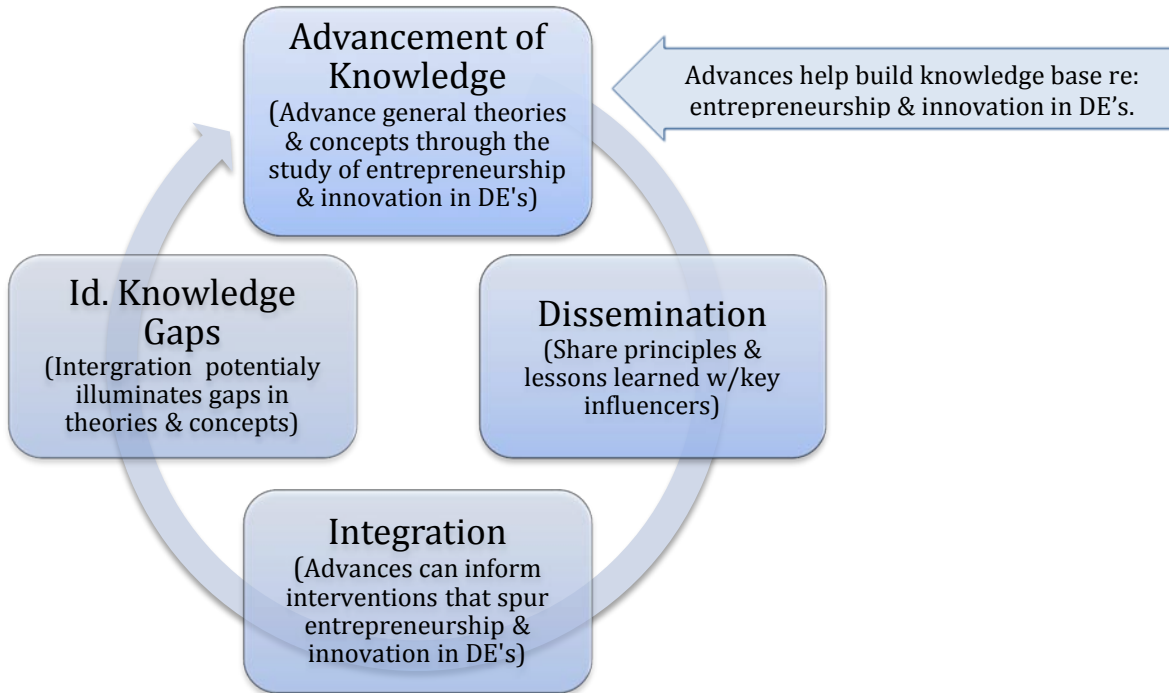 Advancement of
Knowledge
(Advance general theories
& concepts through the
study of entrepreneurship
& innovation in DE's)
Advances help build knowledge base re:
entrepreneurship & innovation in DE’s.
Dissemination
(Share principles &
lessons learned w/key
influencers)
Integration
(Advances can inform
interventions that spur
entrepreneurship &
innovation in DE's)
Id. Knowledge
Gaps
(Intergration potentialy
illuminates gaps in
theories & concepts)